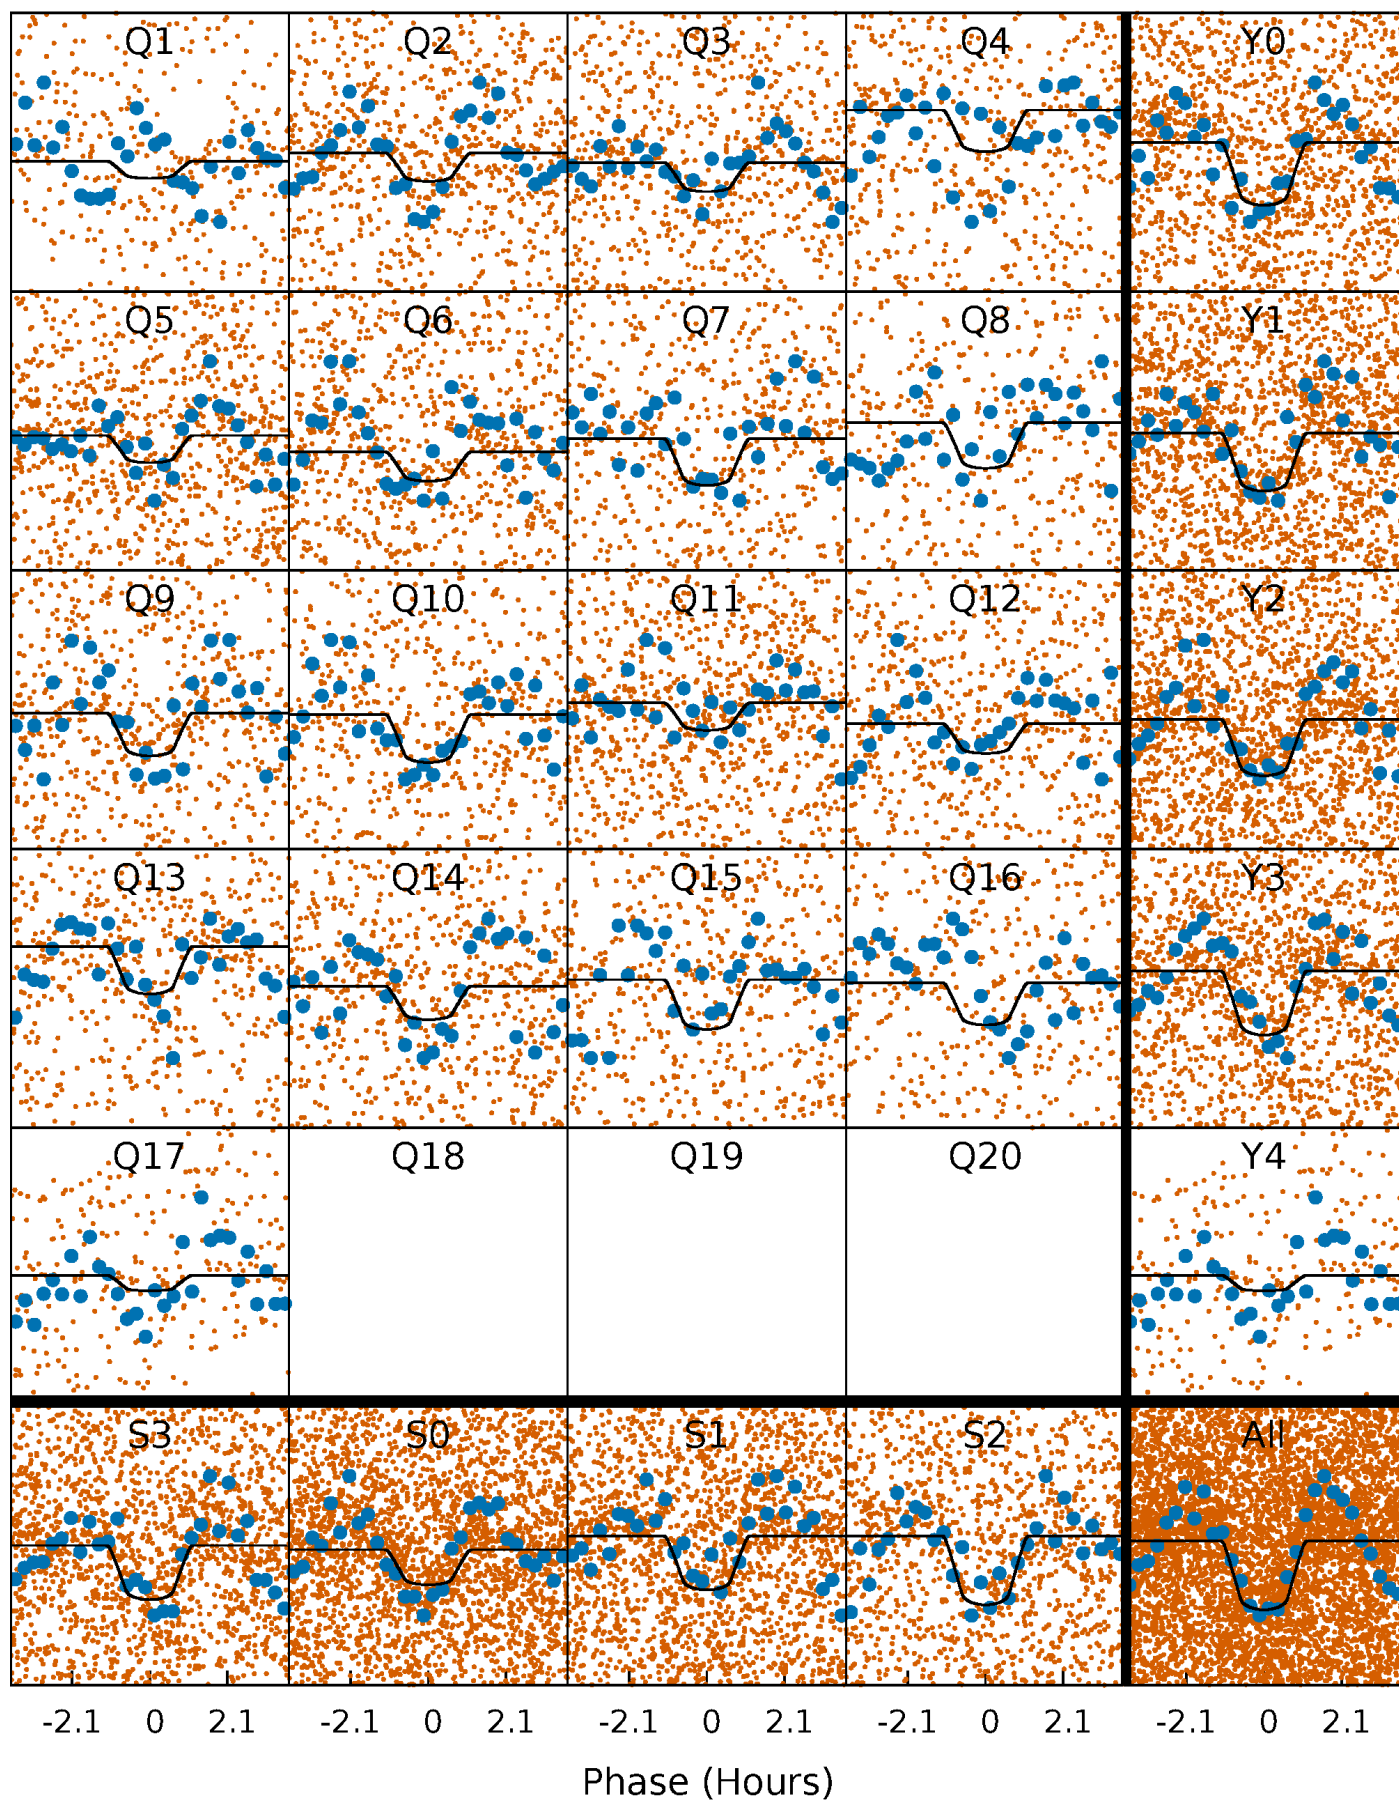 Q1 Q2 Q3 Q4 Y0
Q5 Q6 Q7 Q8 Y1
Q9 Q10 Q11 Q12 Y2
Q13 Q14 Q15 Q16 Y3
Q17 Q18 Q19 Q20 Y4
S3 S0 S1 S2 All
-2.1 0 2.1 -2.1 0 2.1 -2.1 0 2.1 -2.1 0 2.1 -2.1 0 2.1
Phase (Hours)